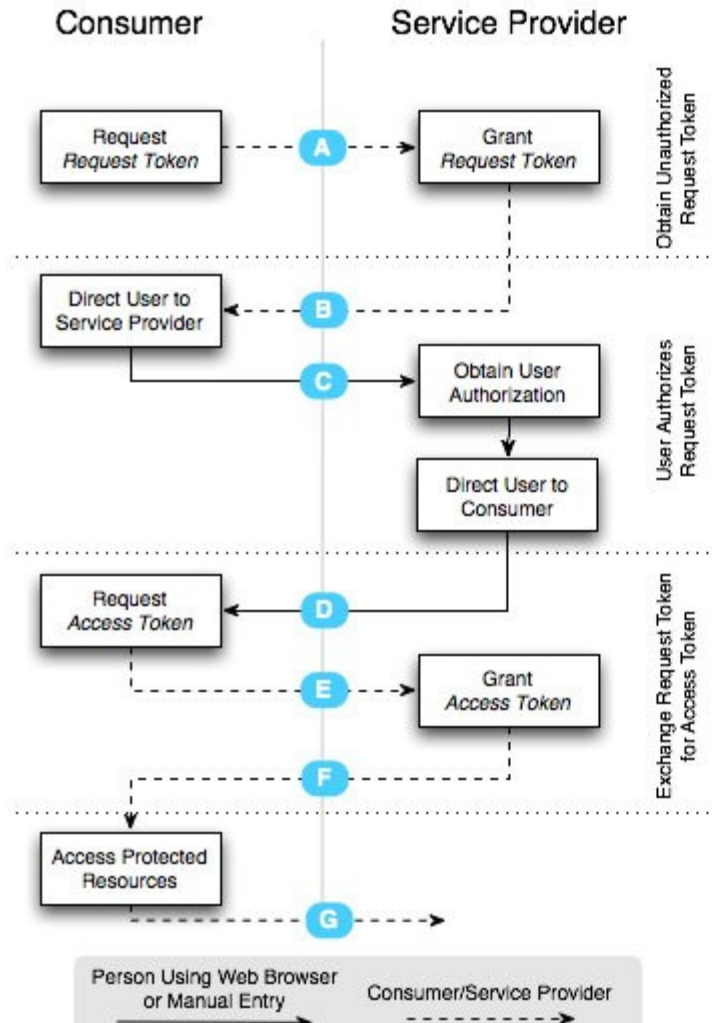 Consumer
Service Provider
Request
Request Token
A
Grant
Request Token
Obtain Unauthorized
Request Token
Direct User to
Service Provider
B
C
Obtain User
Authorization
Direct User to
Consumer
User Authorizes
Request Token
Request
Access Token
D
E
Grant
Access Token
F
Exchange Request Token
for Access Token
Access Protected
Resources
G
Person Using Web Browser
or Manual Entry
Consumer/Service Provider